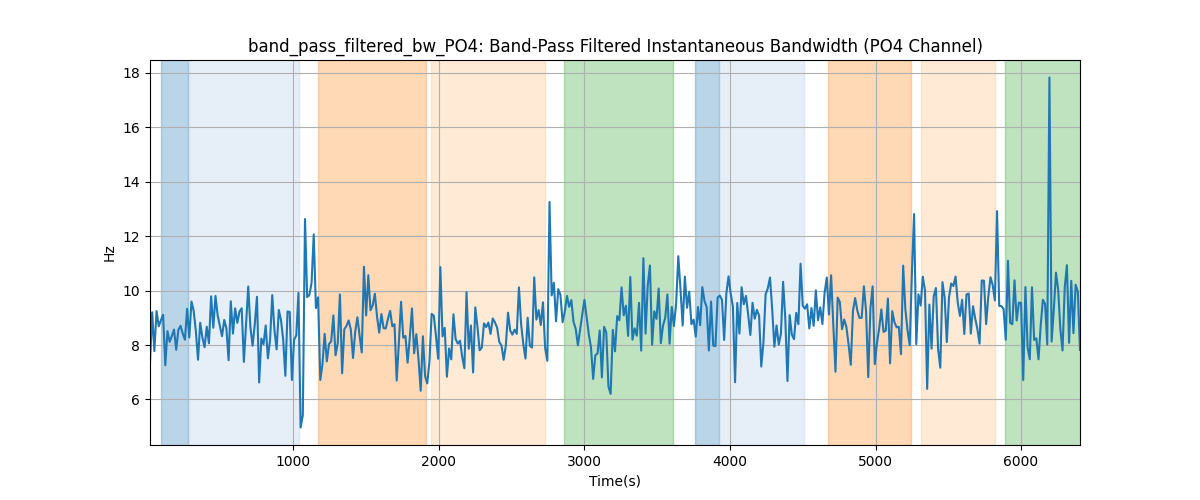 band_pass_filtered_bw_PO4: Band-Pass Filtered Instantaneous Bandwidth (PO4 Channel)
18
16
14
12
10
8
6
Hz
1000 2000 3000 4000 5000 6000
Time(s)